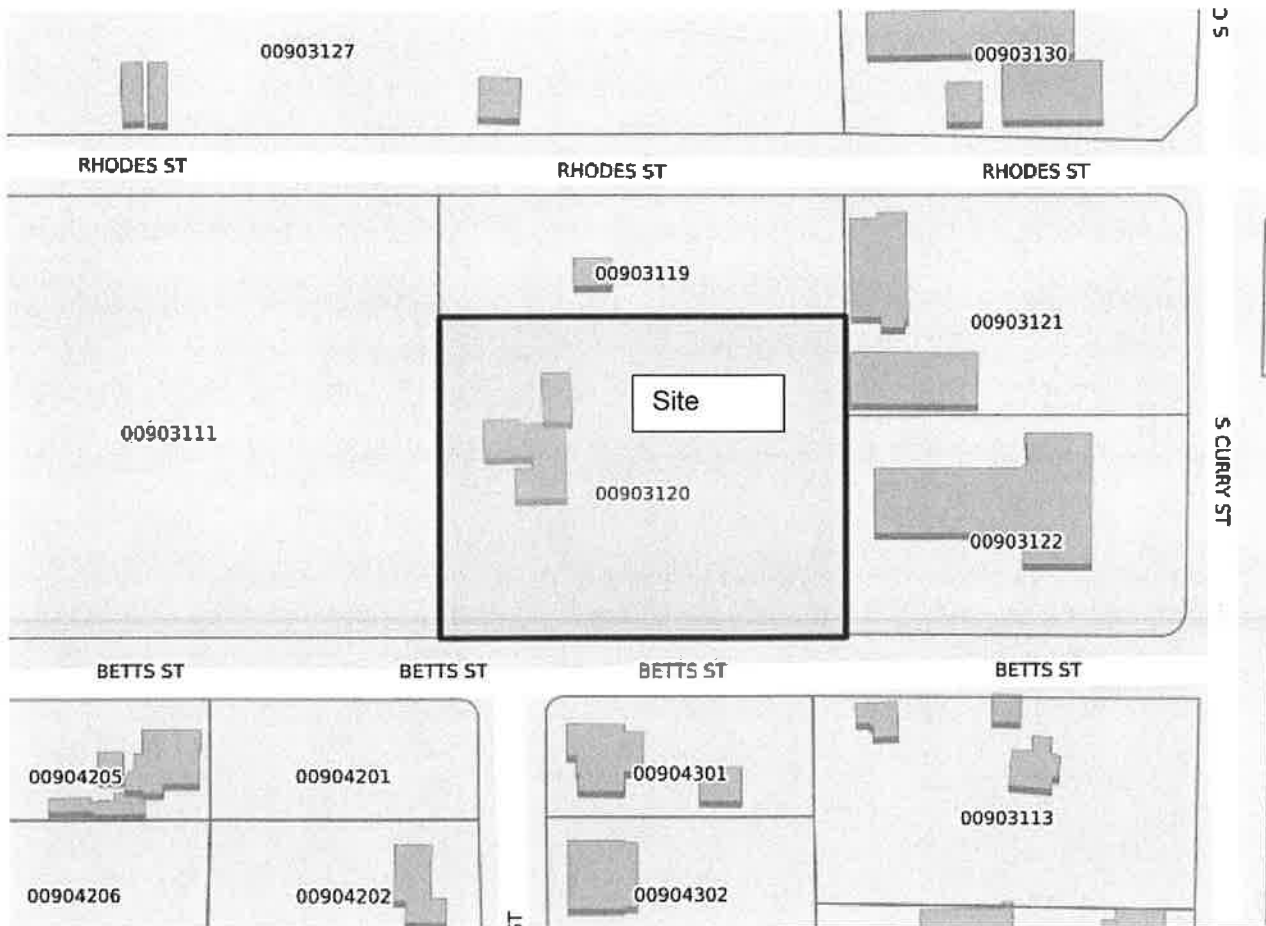 00903127
00903130
RHODES ST
RHODES ST
RHODES ST
00903119
00903121
Site
00903111
00903120
00903122
S CURRY ST
BETTS ST
BETTS ST
BETTS ST
BETTS ST
00904205
00904201
00904301
00903113
00904206
00904202
00904302